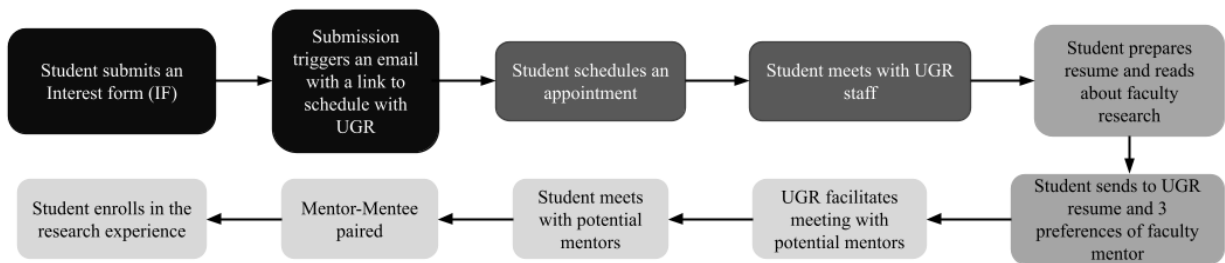 Student submits an
Interest form (IF)
Submission
triggers an email
with a link to
schedule with
UGR
Student schedules an
appointment
Student meets with UGR
staff
Student prepares
resume and reads
about faculty
research
Student sends to UGR
resume and 3
preferences of faculty
mentor
UGR facilitates
meeting with
potential mentors
Student meets
with potential
mentors
Mentor-Mentee
paired
Student enrolls in the
research experience